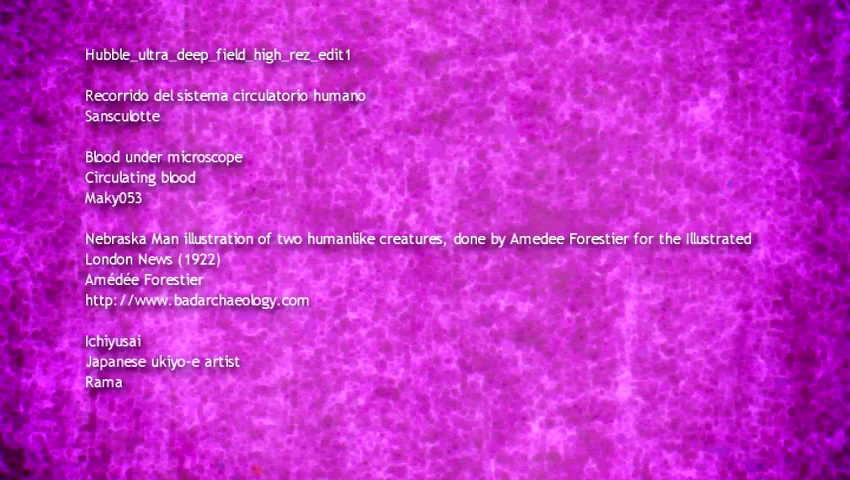 Hubble_ultra_deep_field_high_rez_edit1
Recorrido del sistema circulatorio humano
Sansculotte
Blood under microscope
Circulating blood
Maky053
Nebraska Man illustration of two humanlike creatures, done by Amedee Forestier for the Illustrated
London News (1922)
Amédée Forestier
http://www.badarchaeology.com
Ichiyusai
Japanese ukiyo-e artist
Rama